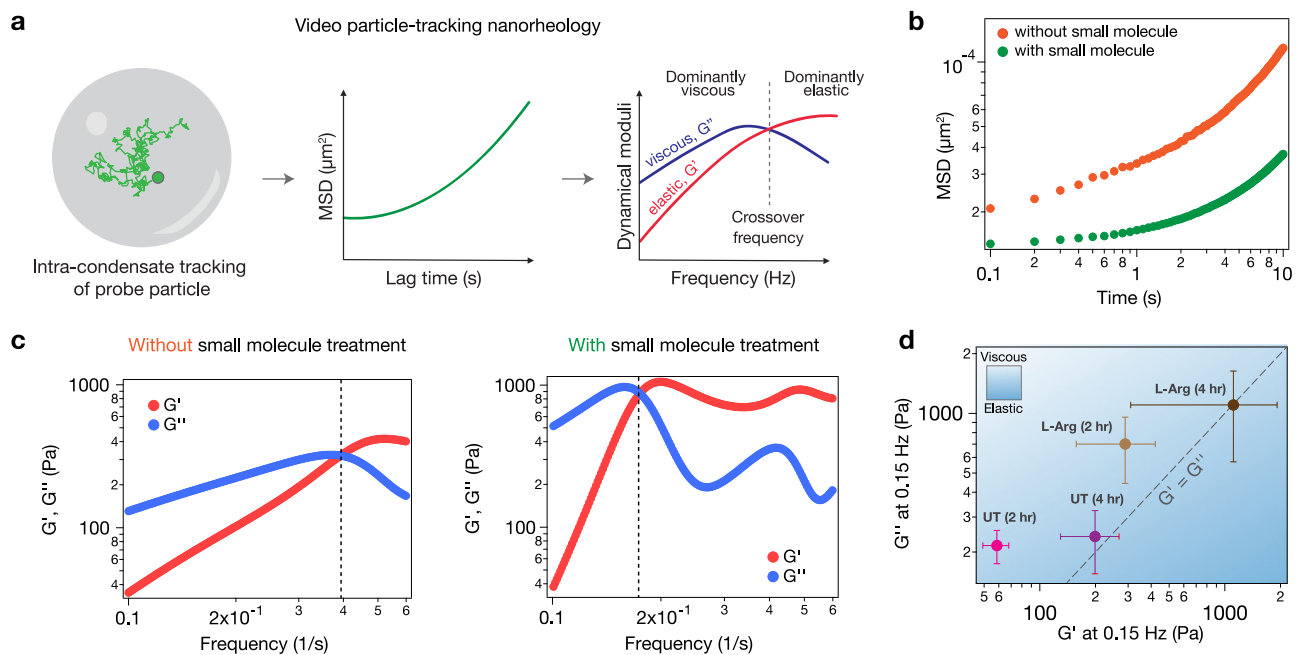 a
Video particle-tracking nanorheology
Intra-condensate tracking
of probe particle
MSD (μm²)
Lag time (s)
Dominantly
viscous
Dominantly
elastic
Dynamical moduli
viscous, G''
elastic, G'
Crossover
frequency
Frequency (Hz)
b
without small molecule
with small molecule
MSD (μm²)
10⁻⁴
8
6
5
4
3
2
0.1
2
4
6
8
1
2
4
6
8
10
Time (s)
c
Without small molecule treatment
G', G'' (Pa)
1000
8
6
4
2
100
8
6
4
G'
G''
0.1
2x10⁻¹
3
4
5
6
Frequency (1/s)
With small molecule treatment
G', G'' (Pa)
1000
8
6
4
2
100
8
6
4
G'
G''
0.1
2x10⁻¹
3
4
5
6
Frequency (1/s)
d
Viscous
Elastic
L-Arg (4 hr)
L-Arg (2 hr)
UT (4 hr)
UT (2 hr)
G' = G''
G'' at 0.15 Hz (Pa)
2
1000
8
6
5
4
3
2
5
6
100
2
3
4
5
6
1000
2
G' at 0.15 Hz (Pa)